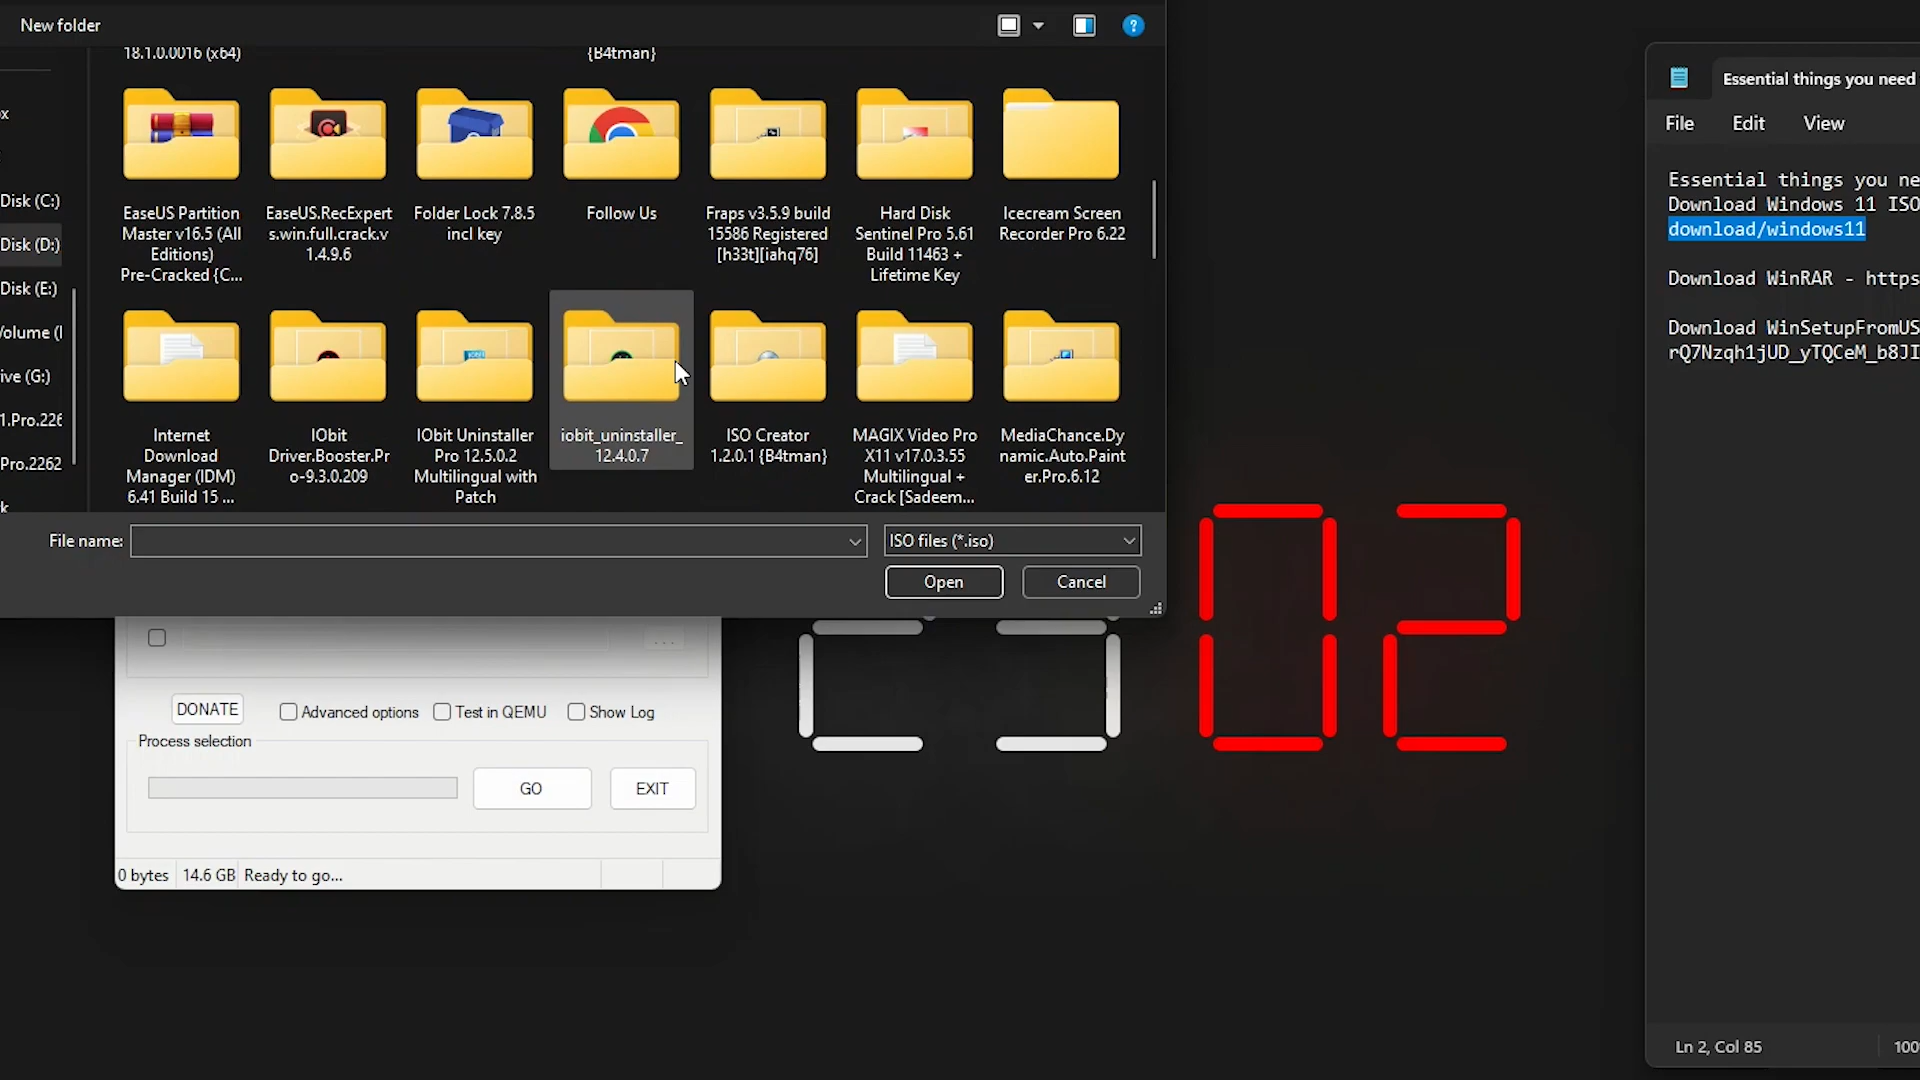 New folder
18.1.0.0016 (x64)
{B4tman}
EaseUS Partition
Master v16.5 (All
Editions)
Pre-Cracked {C...
EaseUS.RecExpert
s.win.full.crack.v
1.4.9.6
Folder Lock 7.8.5
incl key
Follow Us
Fraps v3.5.9 build
15586 Registered
[h33t][iahq76]
Hard Disk
Sentinel Pro 5.61
Build 11463 +
Lifetime Key
Icecream Screen
Recorder Pro 6.22
Disk (C:)
Disk (D:)
Disk (E:)
Volume (
ive (G:)
1.Pro.226
Pro.2262
Internet
Download
Manager (IDM)
6.41 Build 15 ...
IObit
Driver.Booster.Pr
o-9.3.0.209
IObit Uninstaller
Pro 12.5.0.2
Multilingual with
Patch
iobit_uninstaller_
12.4.0.7
ISO Creator
1.2.0.1 {B4tman}
MAGIX Video Pro
X11 v17.0.3.55
Multilingual +
Crack [Sadeem...
MediaChance.Dy
namic.Auto.Paint
er.Pro.6.12
File name:
ISO files (*.iso)
Open
Cancel
...
DONATE
Advanced options
Test in QEMU
Show Log
Process selection
GO
EXIT
0 bytes
14.6 GB
Ready to go...
02
Essential things you need
File
Edit
View
Essential things you ne
Download Windows 11 ISO
download/windows11
Download WinRAR - https
Download WinSetupFromUS
rQ7Nzqh1jUD_yTQCeM_b8JI
Ln 2, Col 85
100